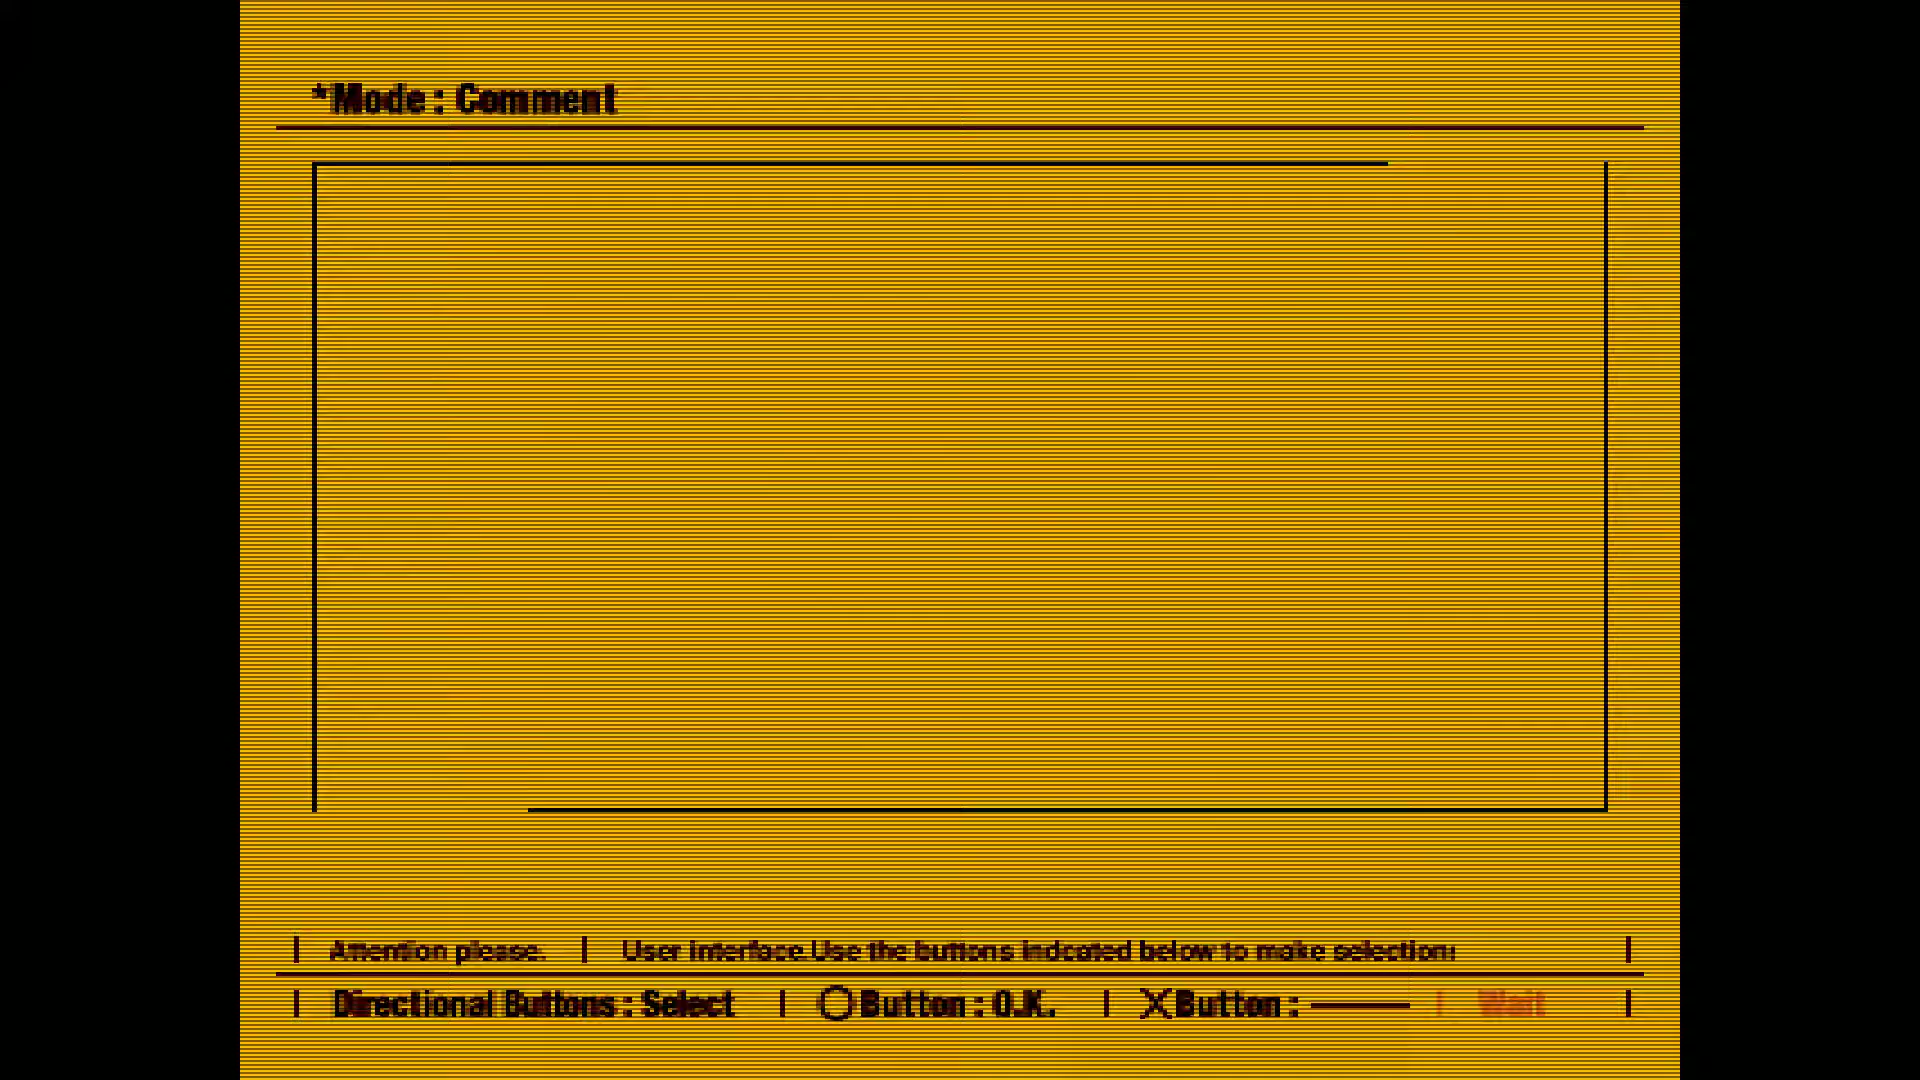 *Mode : Comment
Attention please. | User interface.Use the buttons indcated below to make selection:
Directional Buttons : Select | ○Button : O.K. | ×Button : ——— | Wait